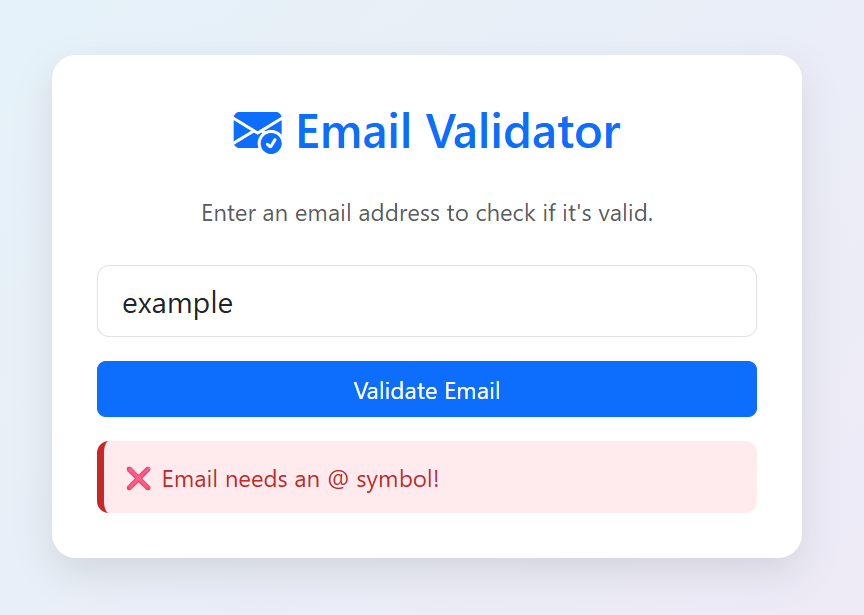 Email Validator
Enter an email address to check if it's valid.
example
Validate Email
❌ Email needs an @ symbol!